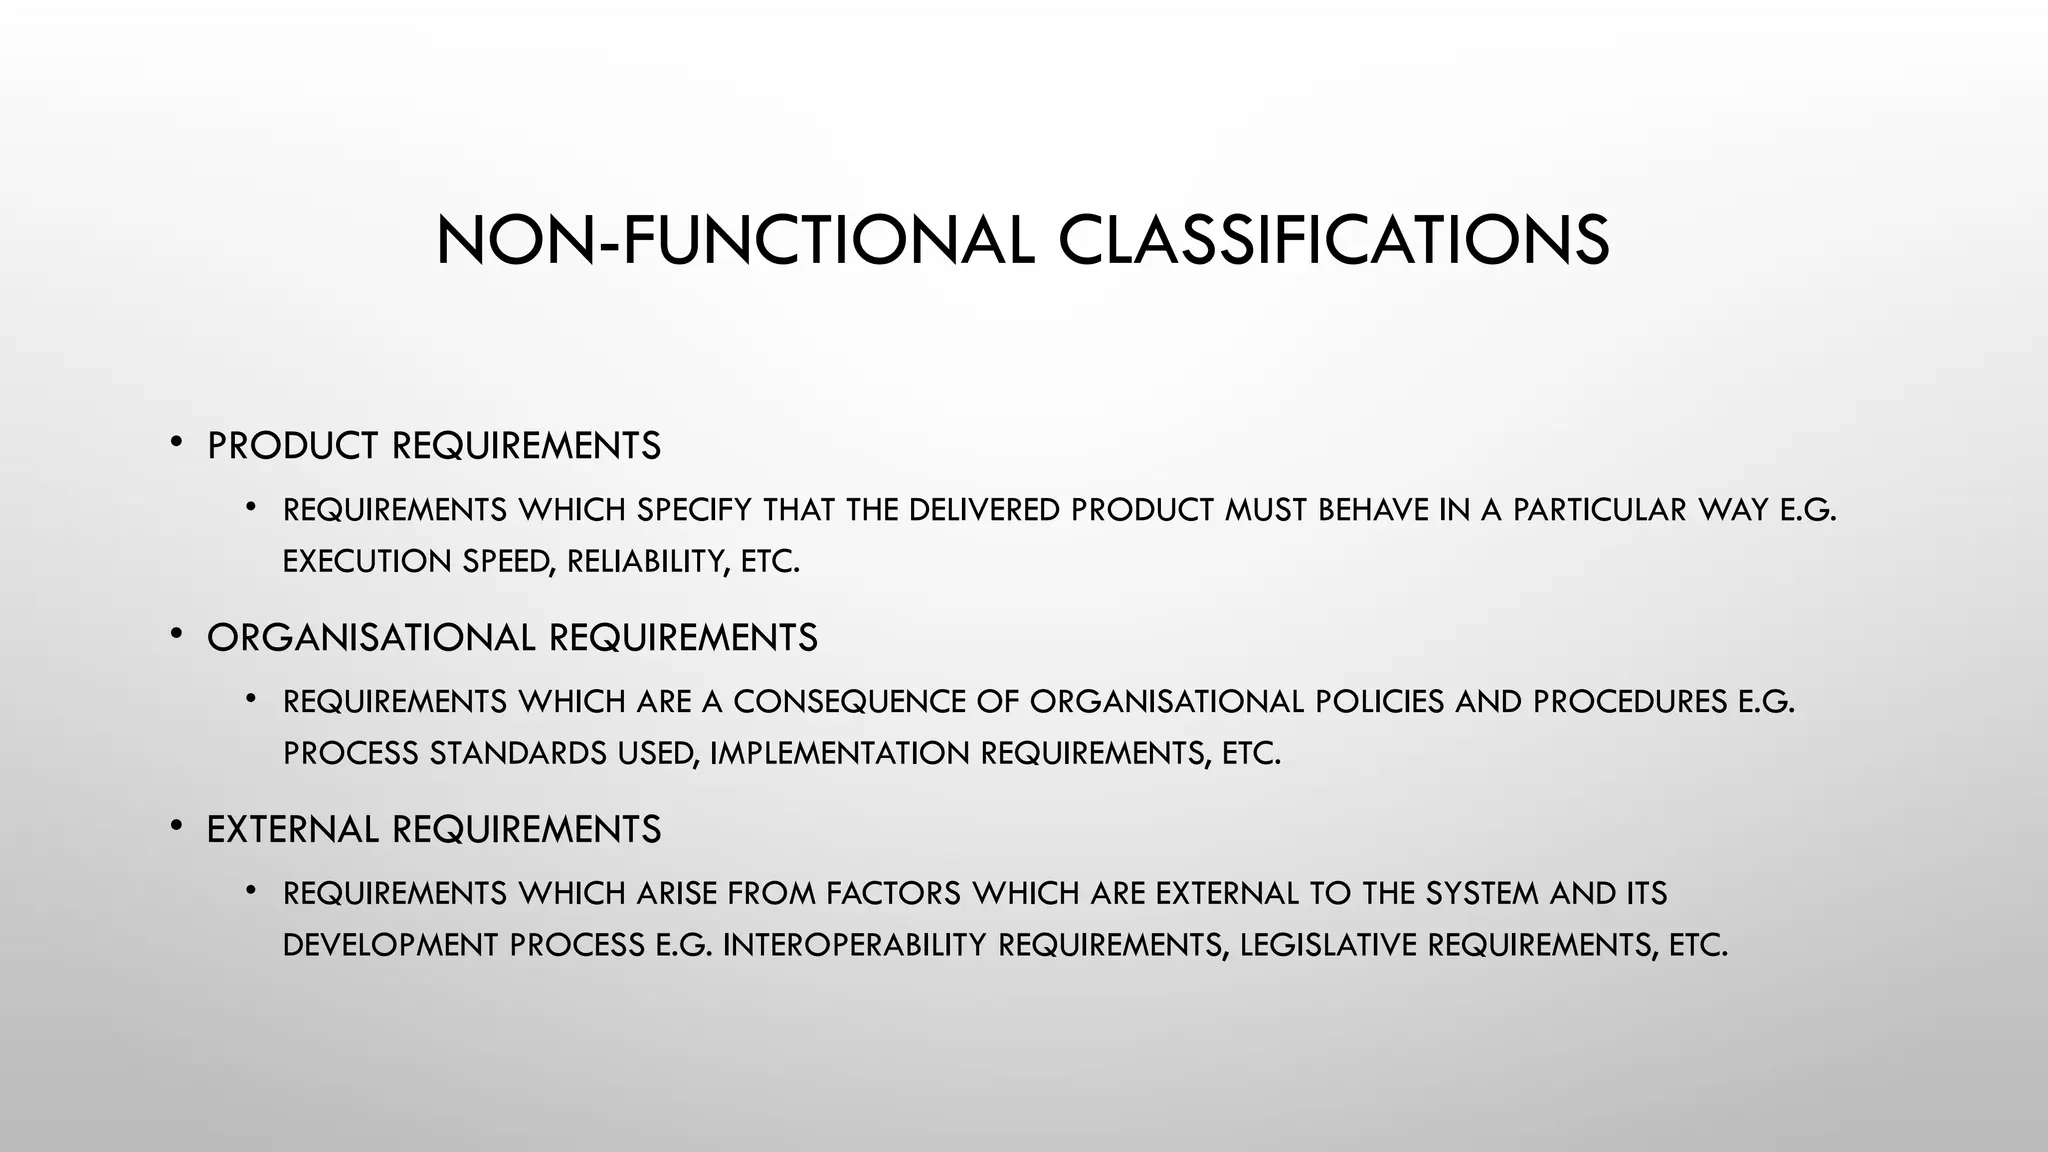 NON-FUNCTIONAL CLASSIFICATIONS
• PRODUCT REQUIREMENTS
• REQUIREMENTS WHICH SPECIFY THAT THE DELIVERED PRODUCT MUST BEHAVE IN A PARTICULAR WAY E.G.
EXECUTION SPEED, RELIABILITY, ETC.
• ORGANISATIONAL REQUIREMENTS
• REQUIREMENTS WHICH ARE A CONSEQUENCE OF ORGANISATIONAL POLICIES AND PROCEDURES E.G.
PROCESS STANDARDS USED, IMPLEMENTATION REQUIREMENTS, ETC.
• EXTERNAL REQUIREMENTS
• REQUIREMENTS WHICH ARISE FROM FACTORS WHICH ARE EXTERNAL TO THE SYSTEM AND ITS
DEVELOPMENT PROCESS E.G. INTEROPERABILITY REQUIREMENTS, LEGISLATIVE REQUIREMENTS, ETC.